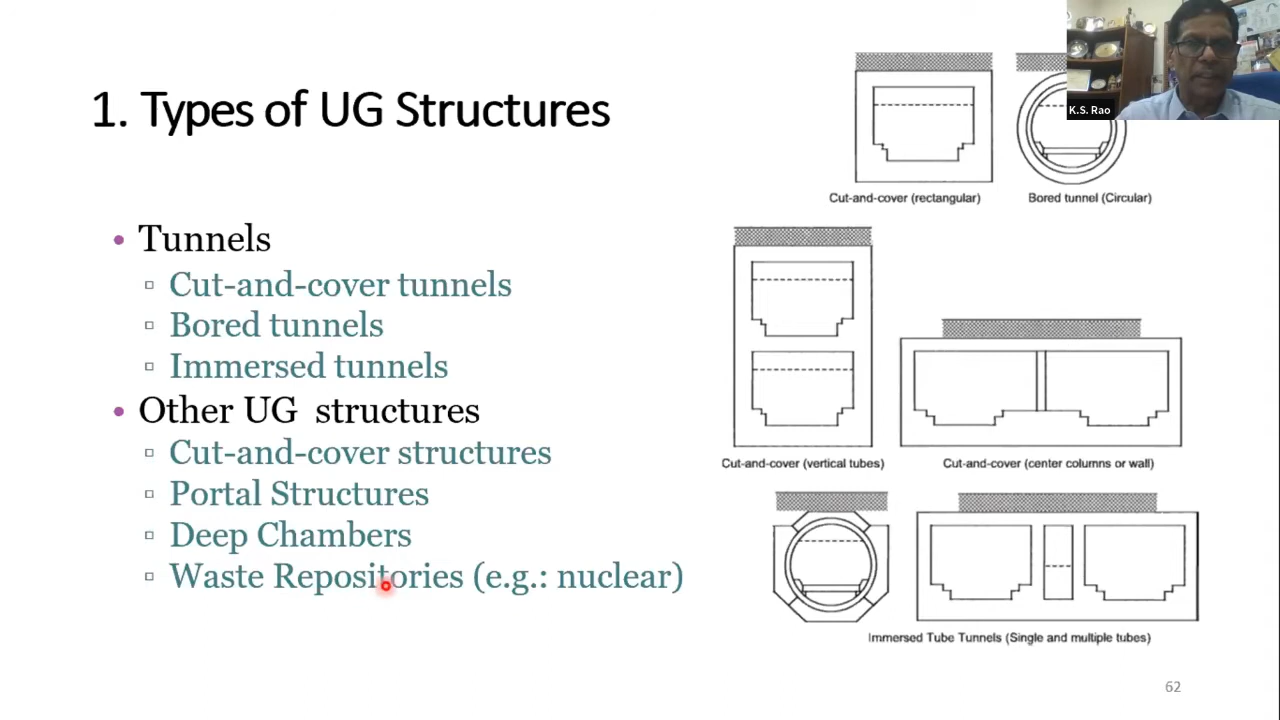 1. Types of UG Structures
• Tunnels
▫ Cut-and-cover tunnels
▫ Bored tunnels
▫ Immersed tunnels
• Other UG structures
▫ Cut-and-cover structures
▫ Portal Structures
▫ Deep Chambers
▫ Waste Repositories (e.g.: nuclear)
K.S. Rao
Cut-and-cover (rectangular)
Bored tunnel (Circular)
Cut-and-cover (vertical tubes)
Cut-and-cover (center columns or wall)
Immersed Tube Tunnels (Single and multiple tubes)
62